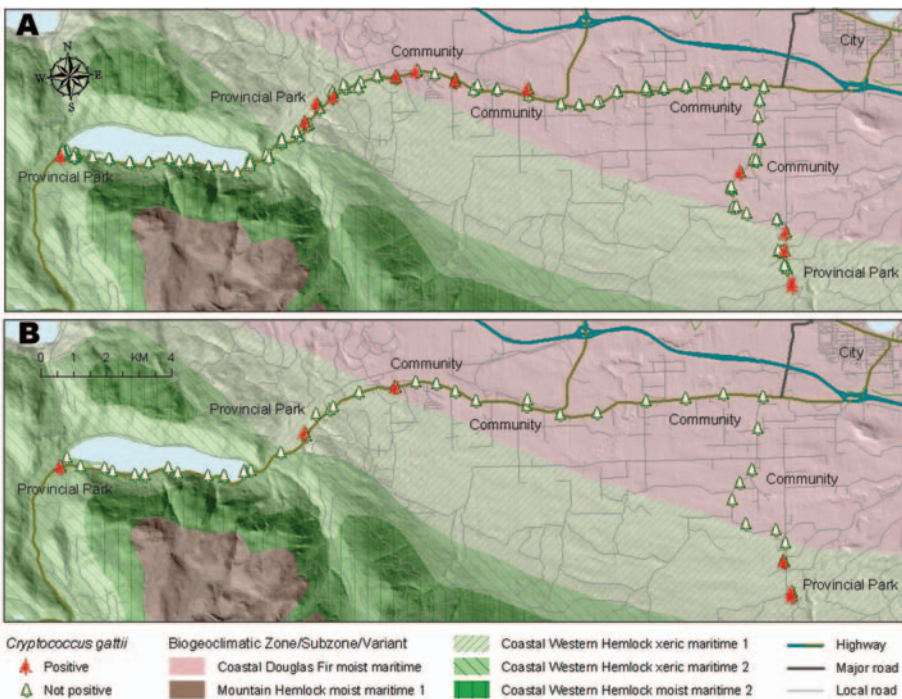 A
N
W E
S
City
Community
Provincial Park
Community
Community
Community
Provincial Park
Provincial Park
B
0 2 KM 4
City
Community
Provincial Park
Community
Community
Community
Provincial Park
Provincial Park
Cryptococcus gattii
Positive
Not positive
Biogeoclimatic Zone/Subzone/Variant
Coastal Douglas Fir moist maritime
Mountain Hemlock moist maritime 1
Coastal Western Hemlock xeric maritime 1
Coastal Western Hemlock xeric maritime 2
Coastal Western Hemlock moist maritime 2
Highway
Major road
Local road